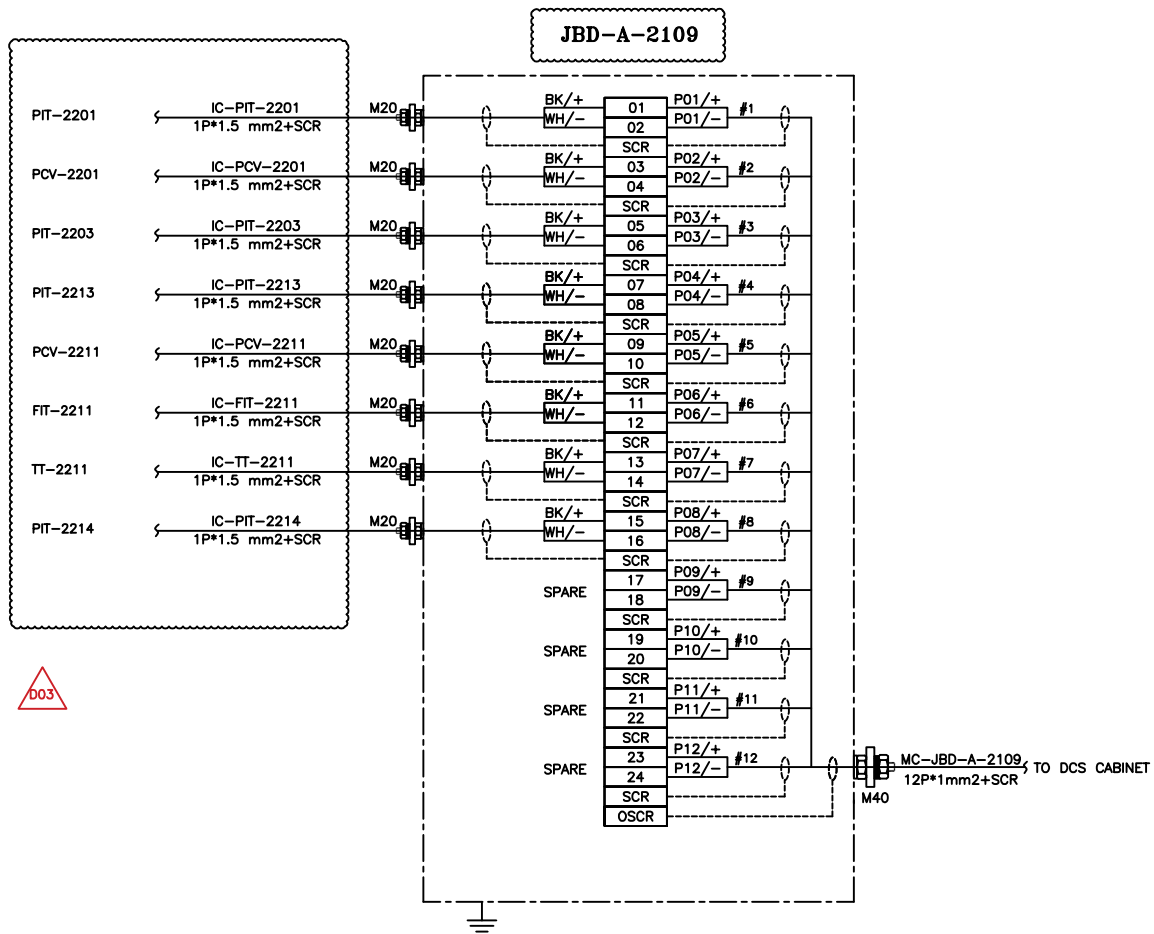 JBD-A-2109
PIT-2201 IC-PIT-2201 M20 BK/+ 01 P01/+ #1
1P*1.5 mm2+SCR WH/- 02 P01/-
SCR
PCV-2201 IC-PCV-2201 M20 BK/+ 03 P02/+ #2
1P*1.5 mm2+SCR WH/- 04 P02/-
SCR
PIT-2203 IC-PIT-2203 M20 BK/+ 05 P03/+ #3
1P*1.5 mm2+SCR WH/- 06 P03/-
SCR
PIT-2213 IC-PIT-2213 M20 BK/+ 07 P04/+ #4
1P*1.5 mm2+SCR WH/- 08 P04/-
SCR
PCV-2211 IC-PCV-2211 M20 BK/+ 09 P05/+ #5
1P*1.5 mm2+SCR WH/- 10 P05/-
SCR
FIT-2211 IC-FIT-2211 M20 BK/+ 11 P06/+ #6
1P*1.5 mm2+SCR WH/- 12 P06/-
SCR
TT-2211 IC-TT-2211 M20 BK/+ 13 P07/+ #7
1P*1.5 mm2+SCR WH/- 14 P07/-
SCR
PIT-2214 IC-PIT-2214 M20 BK/+ 15 P08/+ #8
1P*1.5 mm2+SCR WH/- 16 P08/-
SCR
SPARE 17 P09/+ #9
18 P09/-
SCR
SPARE 19 P10/+ #10
20 P10/-
SCR
D03
SPARE 21 P11/+ #11
22 P11/-
SCR
SPARE 23 P12/+ #12
24 P12/-
SCR
OSCR
MC-JBD-A-2109 TO DCS CABINET
12P*1mm2+SCR
M40